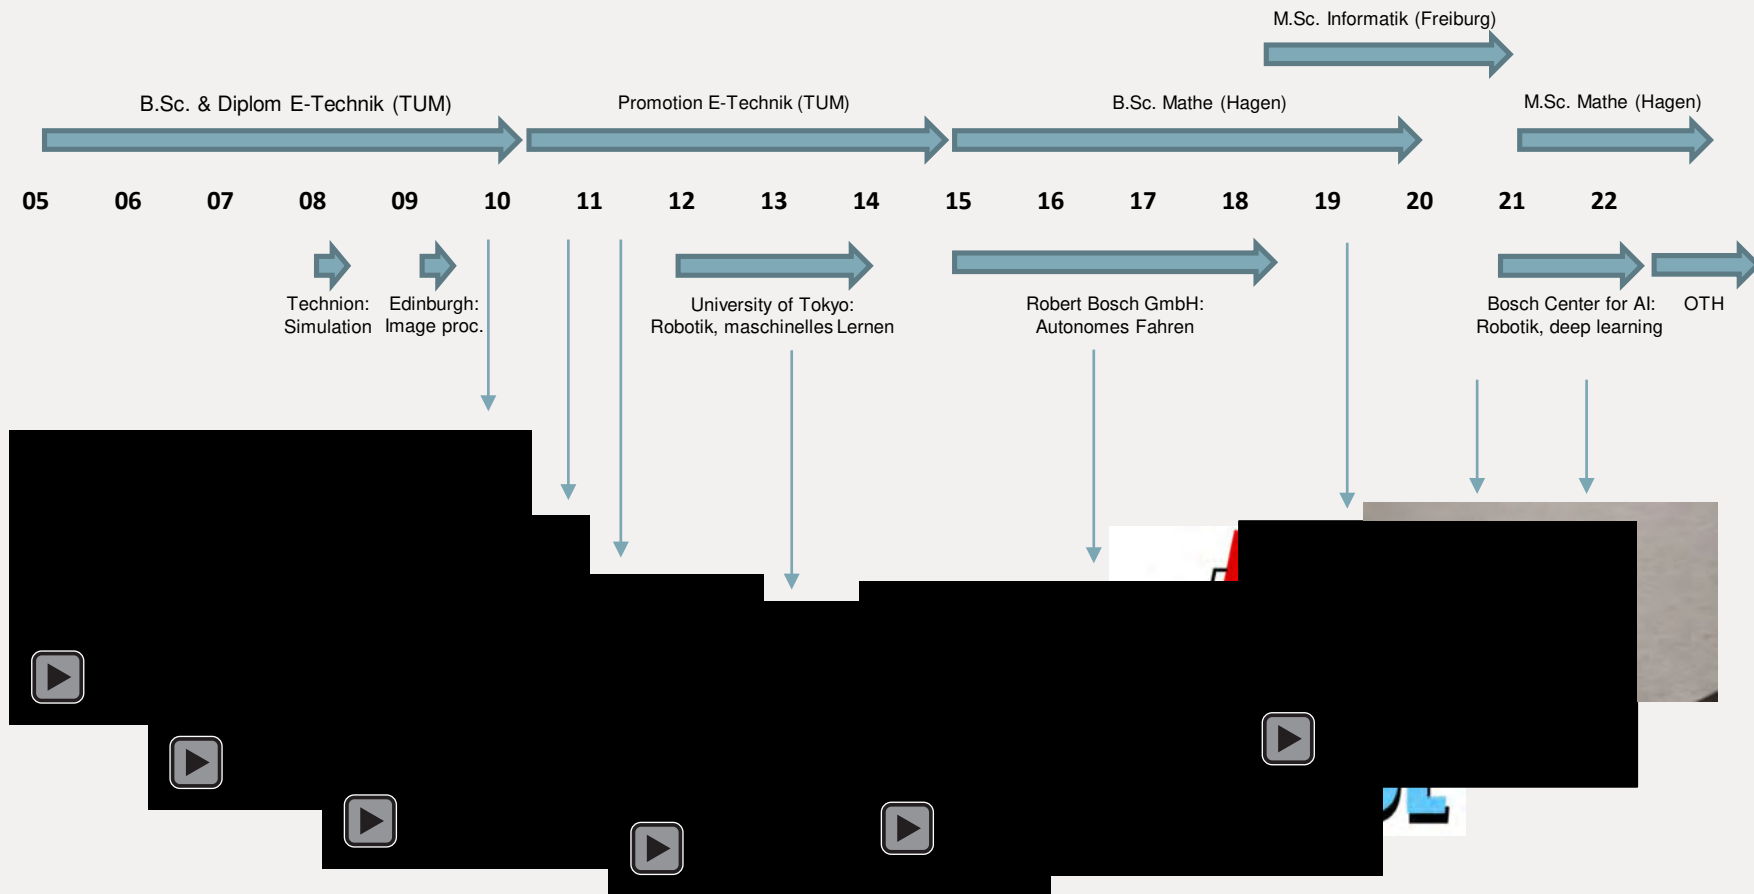 M.Sc. Informatik (Freiburg)
B.Sc. & Diplom E-Technik (TUM)
Promotion E-Technik (TUM)
B.Sc. Mathe (Hagen)
M.Sc. Mathe (Hagen)
05 06 07 08 09 10 11 12 13 14 15 16 17 18 19 20 21 22
Technion:
Simulation
Edinburgh:
Image proc.
University of Tokyo:
Robotik, maschinelles Lernen
Robert Bosch GmbH:
Autonomes Fahren
Bosch Center for AI:
Robotik, deep learning
OTH